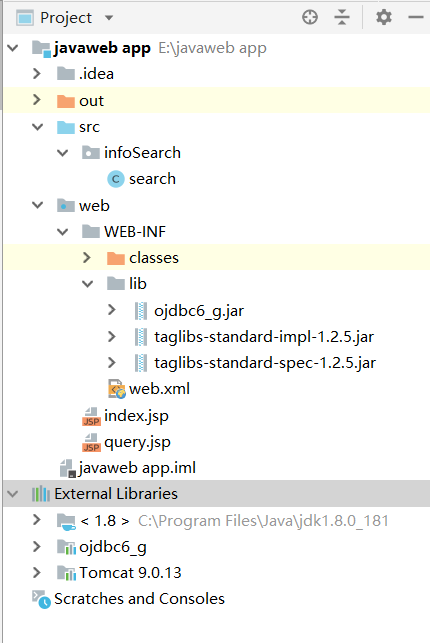 Project
javaweb app E:\javaweb app
.idea
out
src
infoSearch
C search
web
WEB-INF
classes
lib
ojdbc6_g.jar
taglibs-standard-impl-1.2.5.jar
taglibs-standard-spec-1.2.5.jar
web.xml
JSP index.jsp
JSP query.jsp
javaweb app.iml
External Libraries
< 1.8 > C:\Program Files\Java\jdk1.8.0_181
ojdbc6_g
Tomcat 9.0.13
Scratches and Consoles